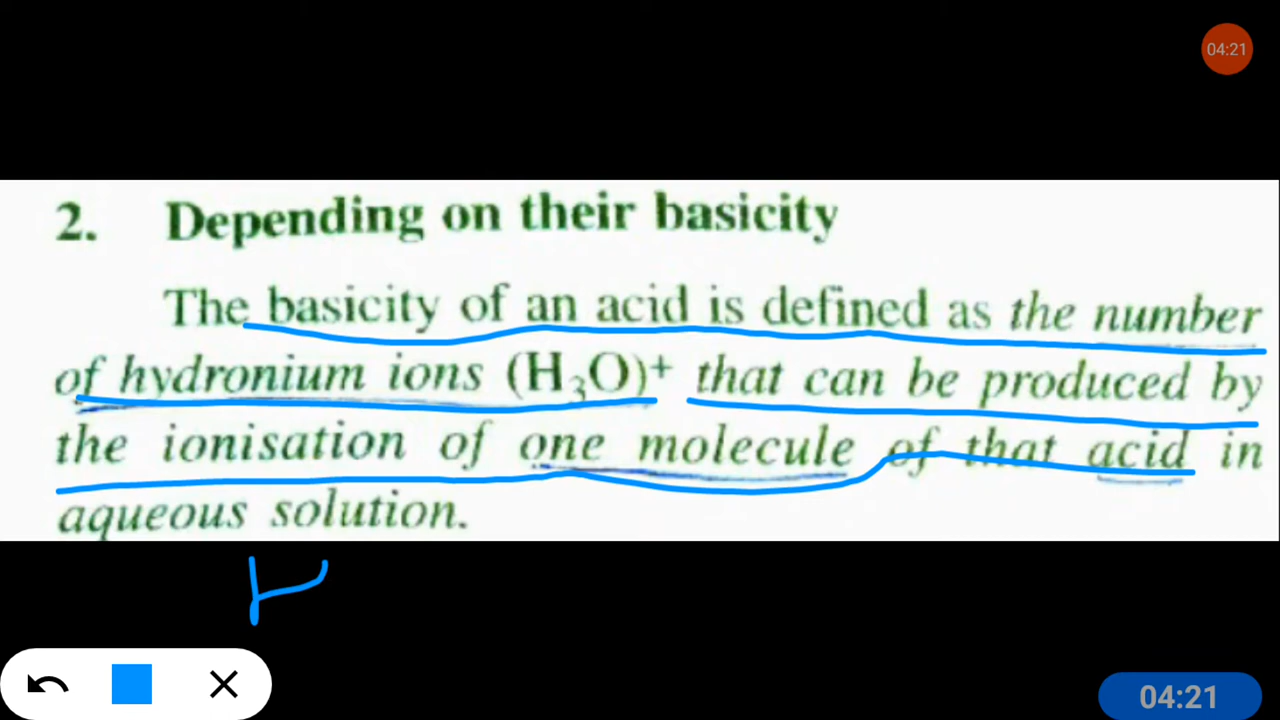 04:21
2. Depending on their basicity
The basicity of an acid is defined as the number
of hydronium ions (H₃O)⁺ that can be produced by
the ionisation of one molecule of that acid in
aqueous solution.
04:21